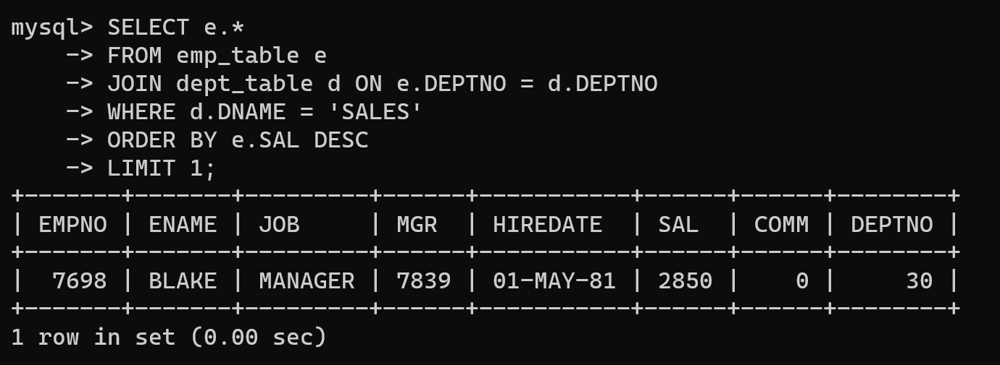 mysql> SELECT e.*
    -> FROM emp_table e
    -> JOIN dept_table d ON e.DEPTNO = d.DEPTNO
    -> WHERE d.DNAME = 'SALES'
    -> ORDER BY e.SAL DESC
    -> LIMIT 1;
+-------+-------+---------+------+-----------+------+------+--------+
| EMPNO | ENAME | JOB     | MGR  | HIREDATE  | SAL  | COMM | DEPTNO |
+-------+-------+---------+------+-----------+------+------+--------+
|  7698 | BLAKE | MANAGER | 7839 | 01-MAY-81 | 2850 |    0 |     30 |
+-------+-------+---------+------+-----------+------+------+--------+
1 row in set (0.00 sec)